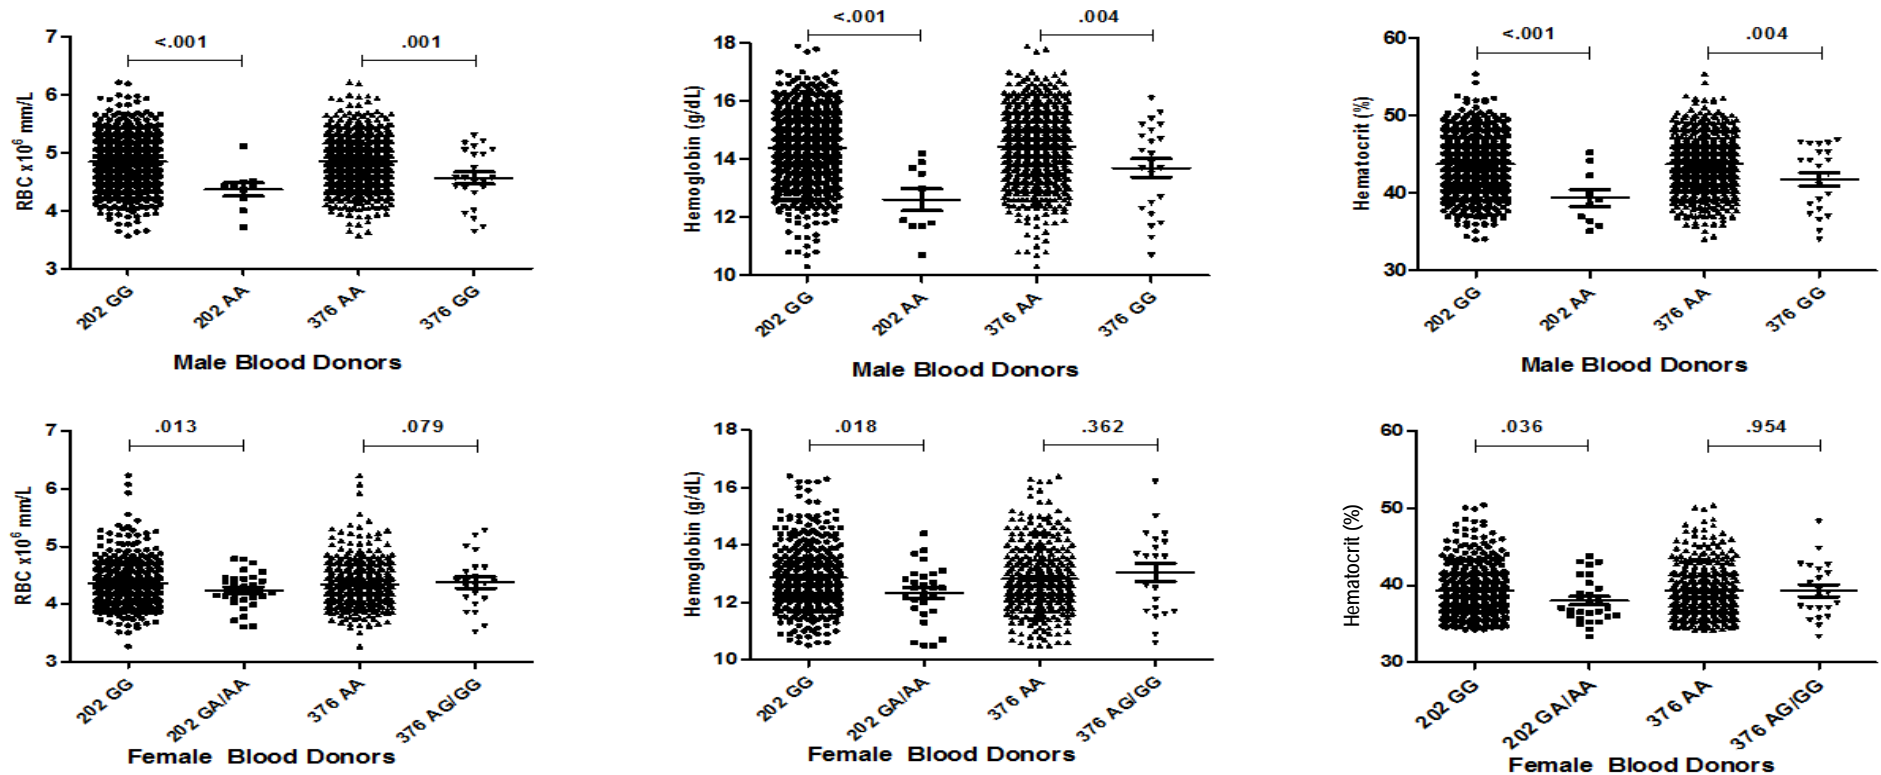 <.001
.001
7
6
5
4
3
RBC x 10⁶ mm/L
202 GG
202 AA
376 AA
376 GG
Male Blood Donors
<.001
.004
18
16
14
12
10
Hemoglobin (g/dL)
202 GG
202 AA
376 AA
376 GG
Male Blood Donors
<.001
.004
60
50
40
30
Hematocrit (%)
202 GG
202 AA
376 AA
376 GG
Male Blood Donors
.013
.079
7
6
5
4
3
RBC x10⁶ mm/L
202 GG
202 GA/AA
376 AA
376 AG/GG
Female Blood Donors
.018
.362
18
16
14
12
10
Hemoglobin (g/dL)
202 GG
202 GA/AA
376 AA
376 AG/GG
Female Blood Donors
.036
.954
60
50
40
30
Hematocrit (%)
202 GG
202 GA/AA
376 AA
376 AG/GG
Female Blood Donors